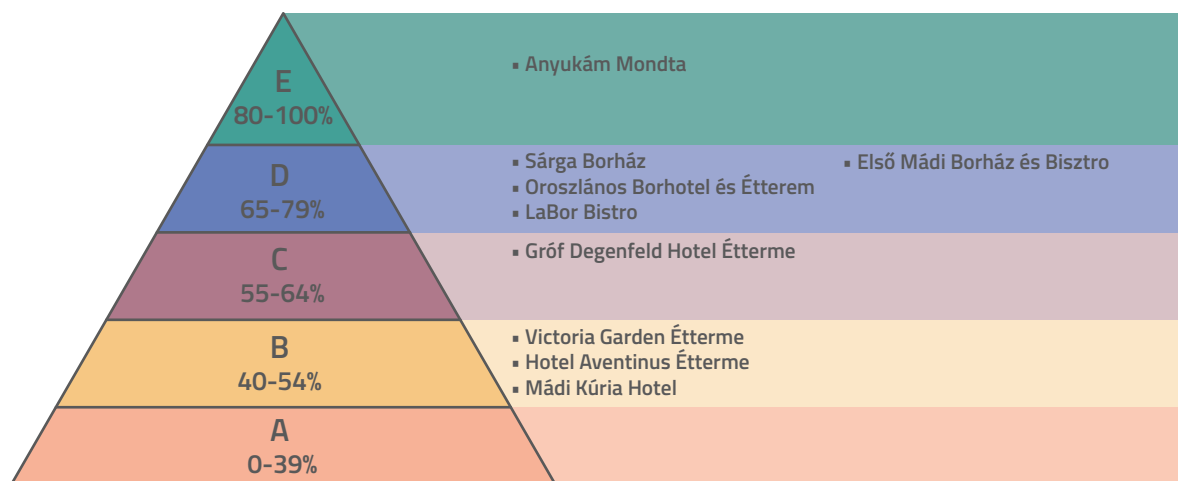 E
80-100%
▪ Anyukám Mondta
D
65-79%
▪ Sárga Borház
▪ Oroszlános Borhotel és Étterem
▪ LaBor Bistro
▪ Első Mádi Borház és Bisztro
C
55-64%
▪ Gróf Degenfeld Hotel Étterme
B
40-54%
▪ Victoria Garden Étterme
▪ Hotel Aventinus Étterme
▪ Mádi Kúria Hotel
A
0-39%